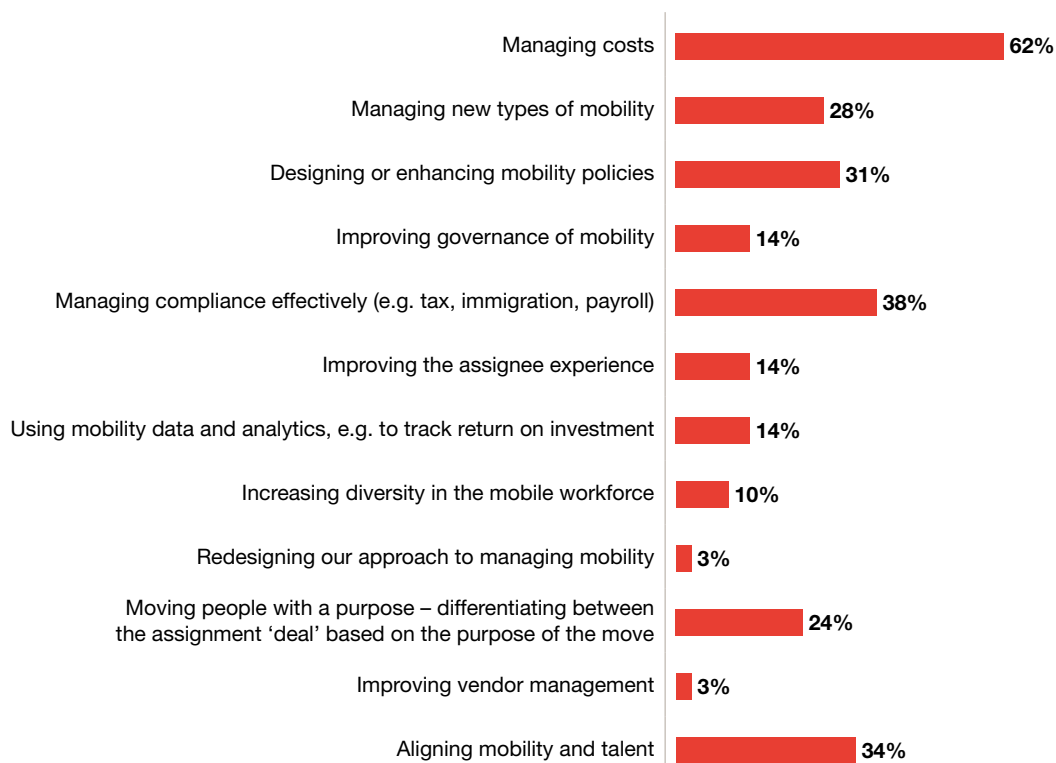 Managing costs 62%
Managing new types of mobility 28%
Designing or enhancing mobility policies 31%
Improving governance of mobility 14%
Managing compliance effectively (e.g. tax, immigration, payroll) 38%
Improving the assignee experience 14%
Using mobility data and analytics, e.g. to track return on investment 14%
Increasing diversity in the mobile workforce 10%
Redesigning our approach to managing mobility 3%
Moving people with a purpose – differentiating between
the assignment ‘deal’ based on the purpose of the move 24%
Improving vendor management 3%
Aligning mobility and talent 34%